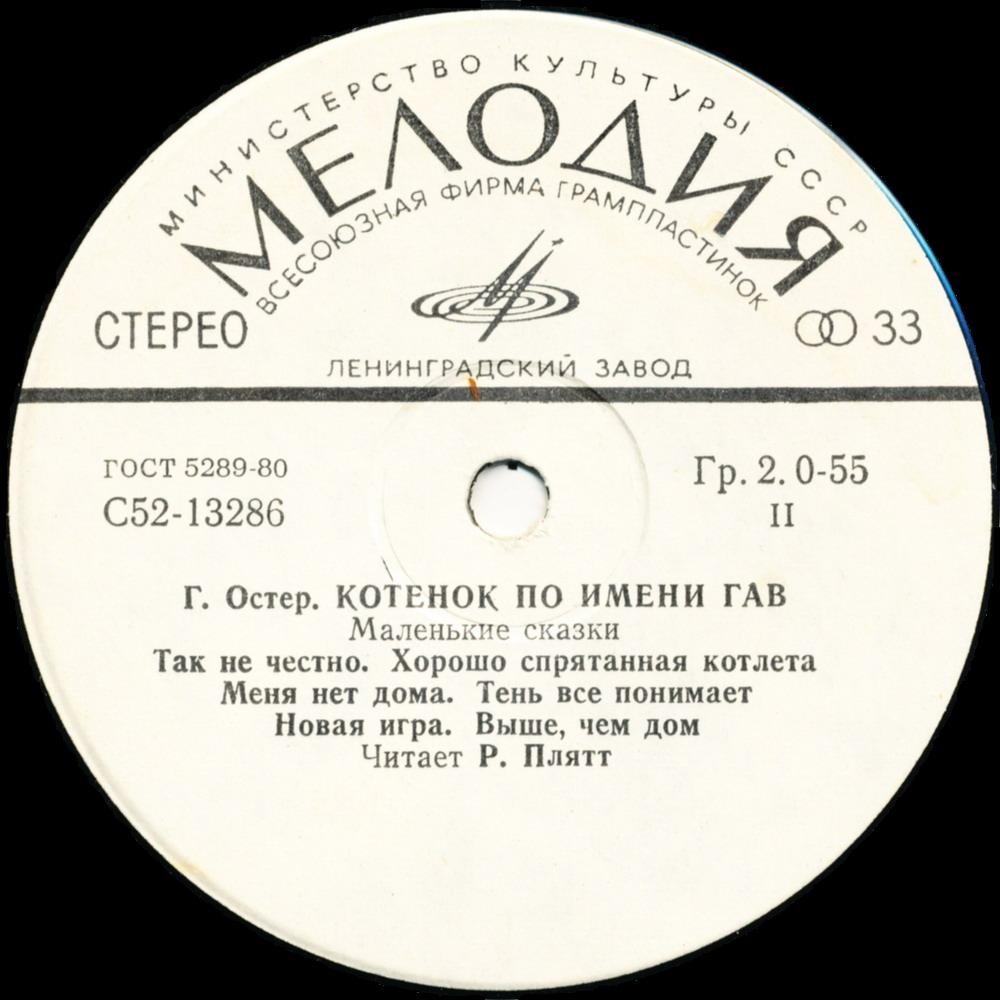 МИНИСТЕРСТВО КУЛЬТУРЫ СССР
МЕЛОДИЯ
ВСЕСОЮЗНАЯ ФИРМА ГРАМПЛАСТИНОК
СТЕРЕО
33
ЛЕНИНГРАДСКИЙ ЗАВОД
ГОСТ 5289-80
Гр. 2. 0-55
С52-13286
II
Г. Остер. КОТЕНОК ПО ИМЕНИ ГАВ
Маленькие сказки
Так не честно. Хорошо спрятанная котлета
Меня нет дома. Тень все понимает
Новая игра. Выше, чем дом
Читает Р. Плятт